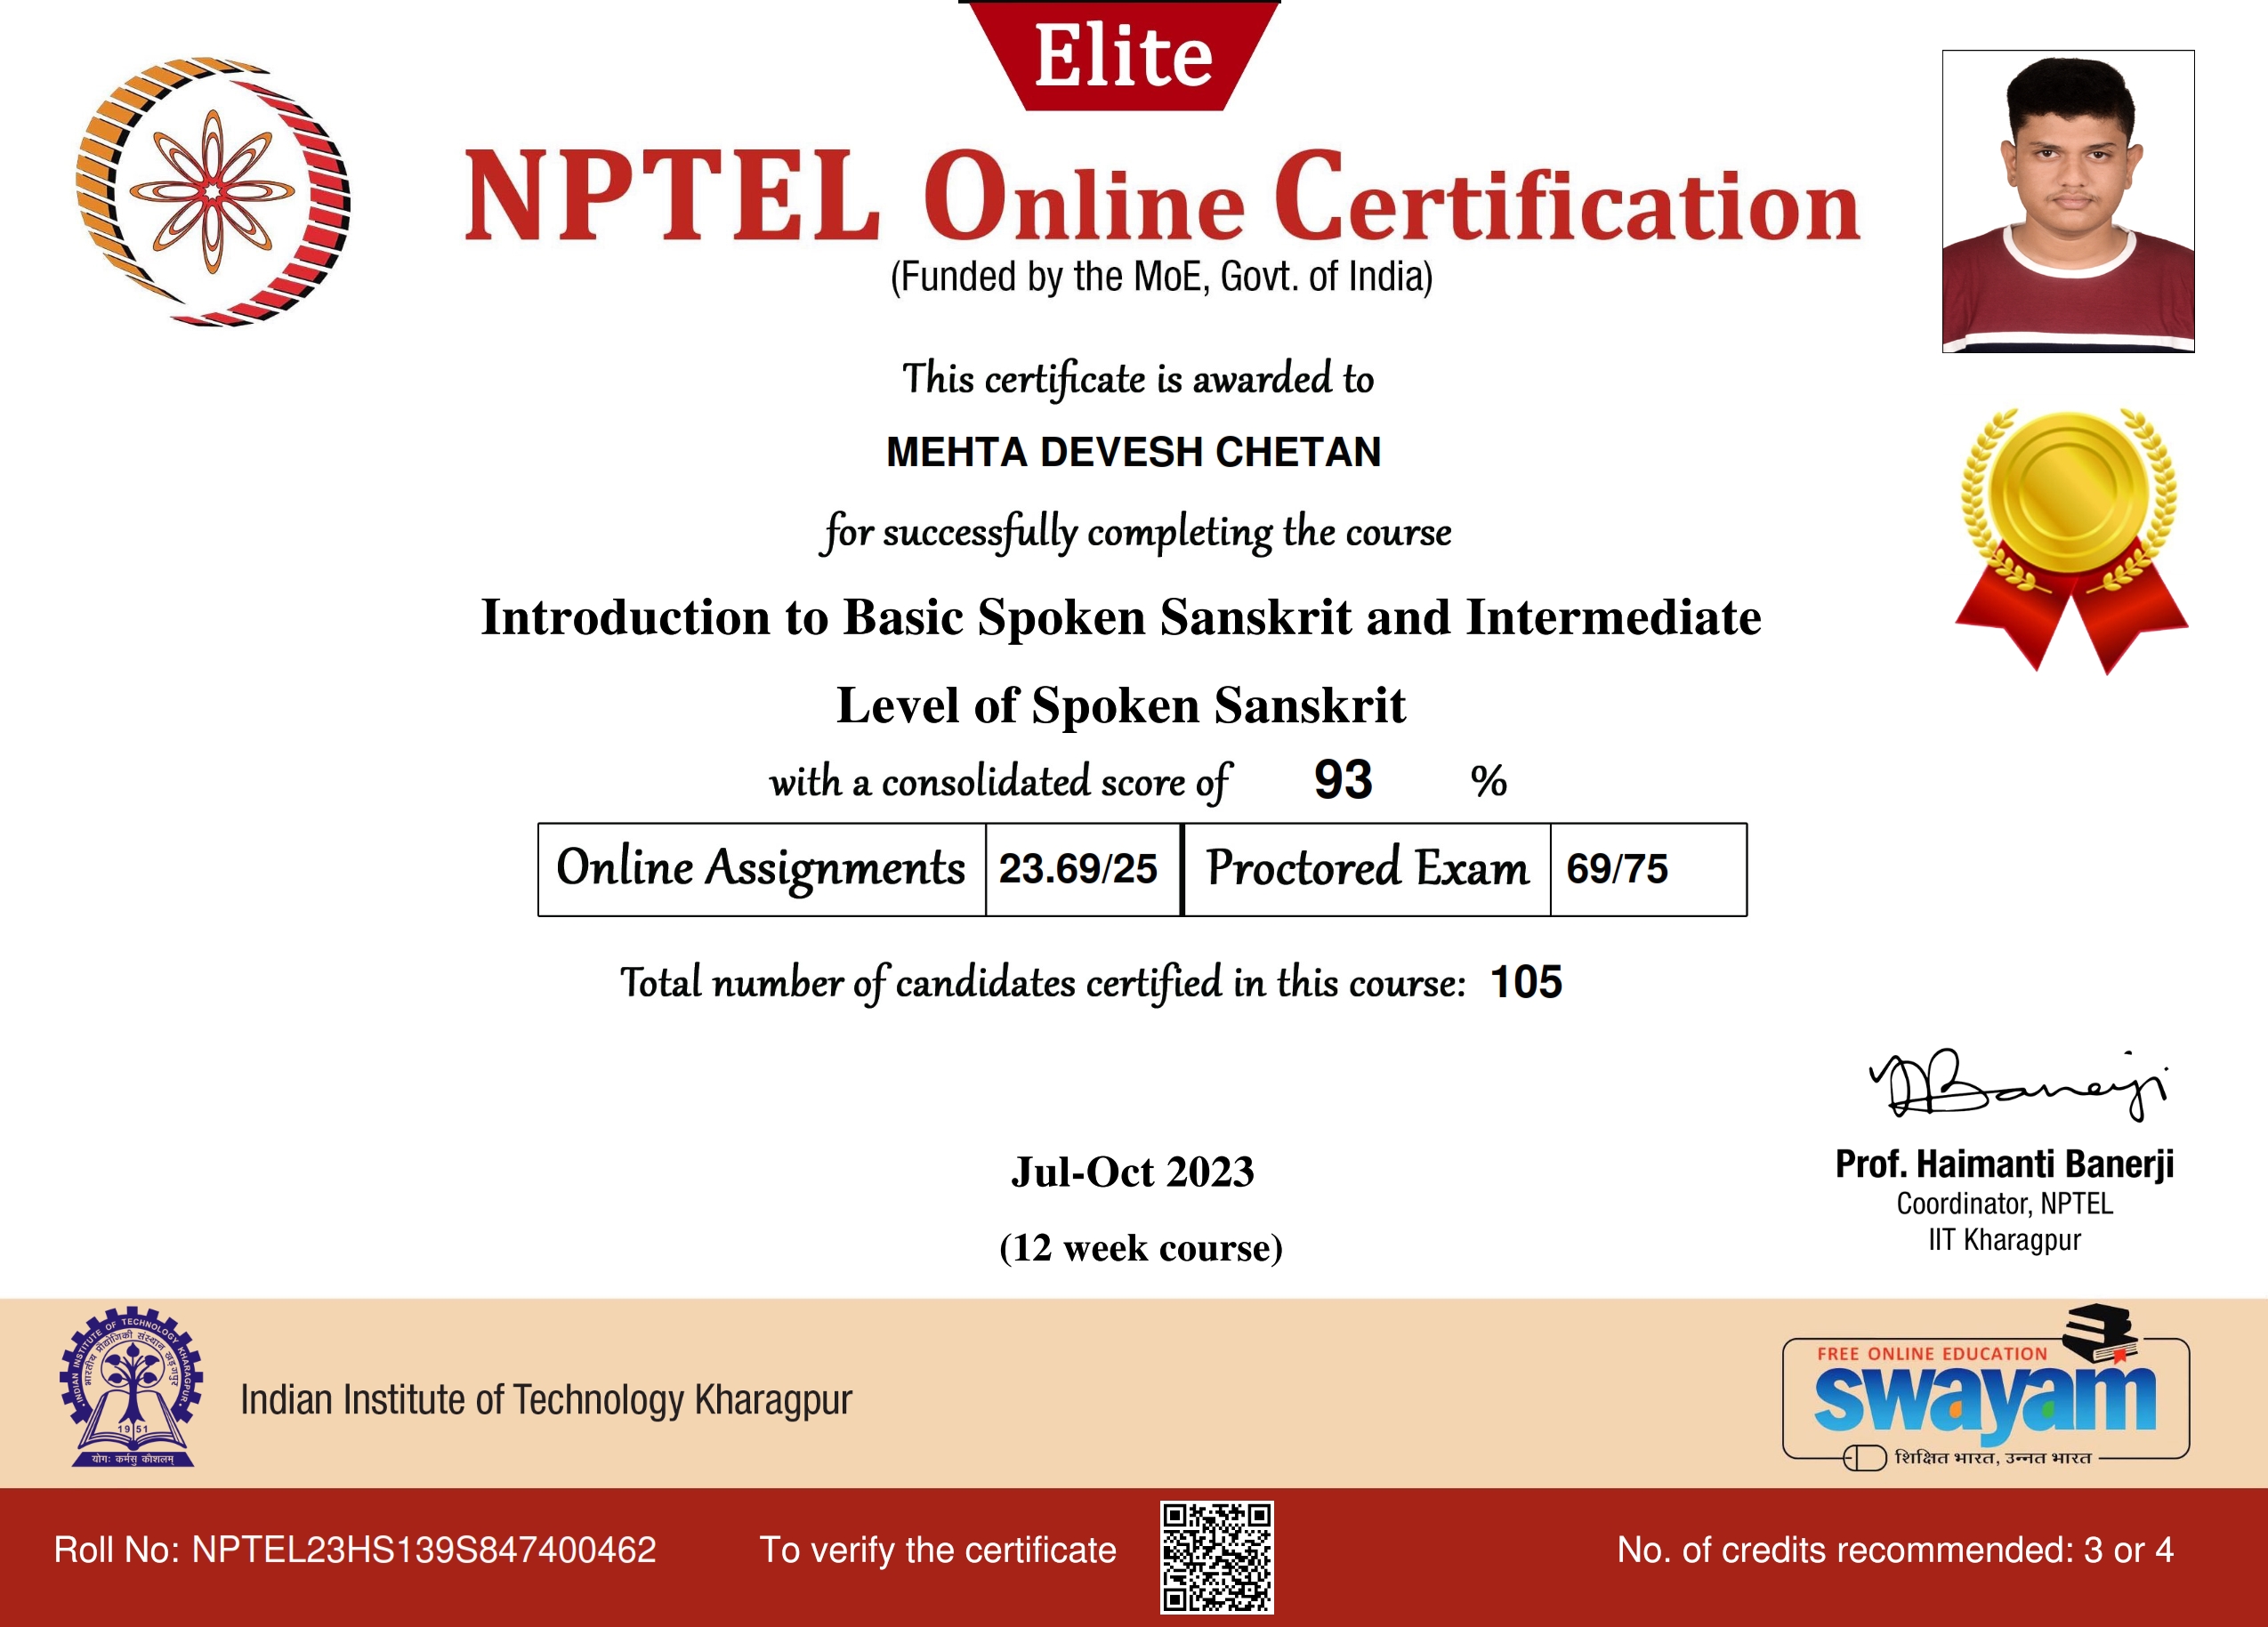 Elite
NPTEL Online Certification
(Funded by the MoE, Govt. of India)
This certificate is awarded to
MEHTA DEVESH CHETAN
for successfully completing the course
Introduction to Basic Spoken Sanskrit and Intermediate
Level of Spoken Sanskrit
with a consolidated score of 93 %
Online Assignments 23.69/25 Proctored Exam 69/75
Total number of candidates certified in this course: 105
Banerji
Prof. Haimanti Banerji
Coordinator, NPTEL
IIT Kharagpur
Jul-Oct 2023
(12 week course)
INDIAN INSTITUTE OF TECHNOLOGY KHARAGPUR
भारतीय प्रौद्योगिकी संस्थान खड़गपुर
1951
योगः कर्मसु कौशलम्
Indian Institute of Technology Kharagpur
FREE ONLINE EDUCATION
swayam
शिक्षित भारत, उन्नत भारत
Roll No: NPTEL23HS139S847400462
To verify the certificate
No. of credits recommended: 3 or 4